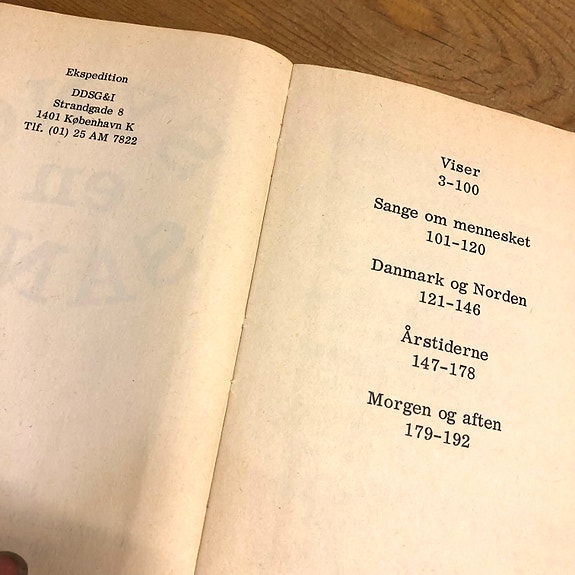 Ekspedition
DDSG&I
Strandgade 8
1401 København K
Tlf. (01) 25 AM 7822
Viser
3-100
Sange om mennesket
101-120
Danmark og Norden
121-146
Årstiderne
147-178
Morgen og aften
179-192